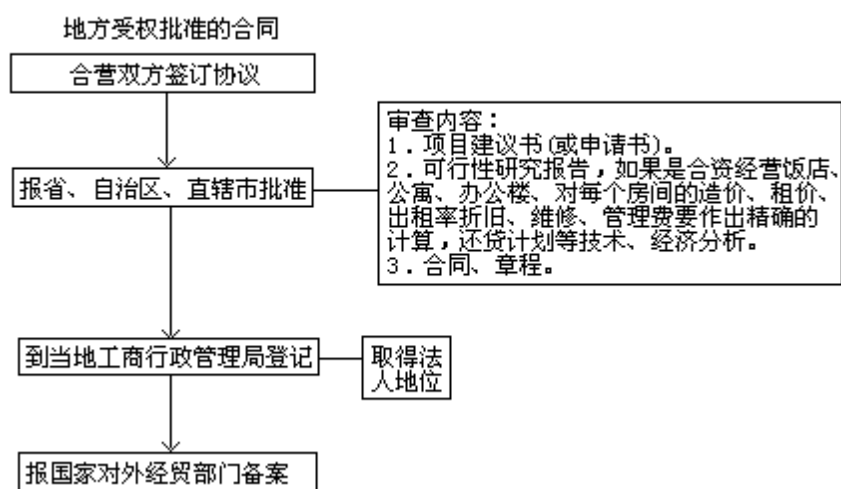 地方受权批准的合同
合营双方签订协议
报省、自治区、直辖市批准
审查内容：
1．项目建议书(或申请书)。
2．可行性研究报告，如果是合资经营饭店、
公寓、办公楼、对每个房间的造价、租价、
出租率折旧、维修、管理费要作出精确的
计算，还贷计划等技术、经济分析。
3．合同、章程。
到当地工商行政管理局登记
取得法
人地位
报国家对外经贸部门备案